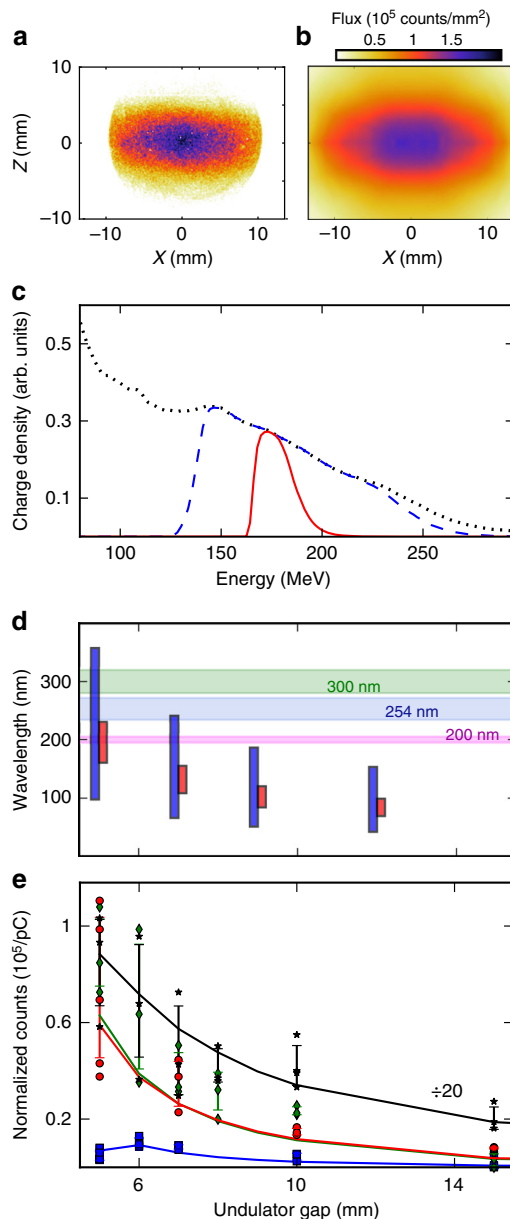 a
b
Flux (10⁵ counts/mm²)
0.5 1 1.5
10
0
−10
Z (mm)
−10 0 10
X (mm)
−10 0 10
X (mm)
c
0.5
0.3
0.1
Charge density (arb. units)
100 150 200 250
Energy (MeV)
d
300
200
100
Wavelength (nm)
300 nm
254 nm
200 nm
e
1
0.6
0.2
Normalized counts (10⁵/pC)
÷20
6 10 14
Undulator gap (mm)